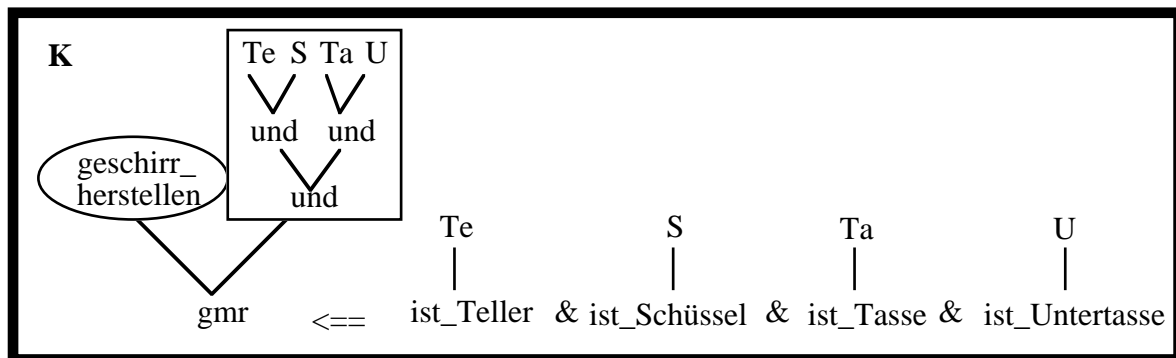 K
Te S Ta U
und und
geschirr_
herstellen
und
Te S Ta U
gmr <== ist_Teller & ist_Schüssel & ist_Tasse & ist_Untertasse